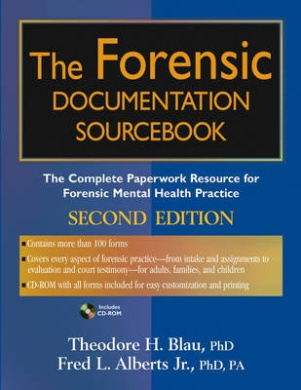 The Forensic
DOCUMENTATION
SOURCEBOOK
The Complete Paperwork Resource for
Forensic Mental Health Practice
SECOND EDITION
Contains more than 100 forms
Covers every aspect of forensic practice—from intake and assignments to
evaluation and court testimony—for adults, families, and children
CD-ROM with all forms included for easy customization and printing
Includes
CD-ROM
Theodore H. Blau, PhD
Fred L. Alberts Jr., PhD, PA